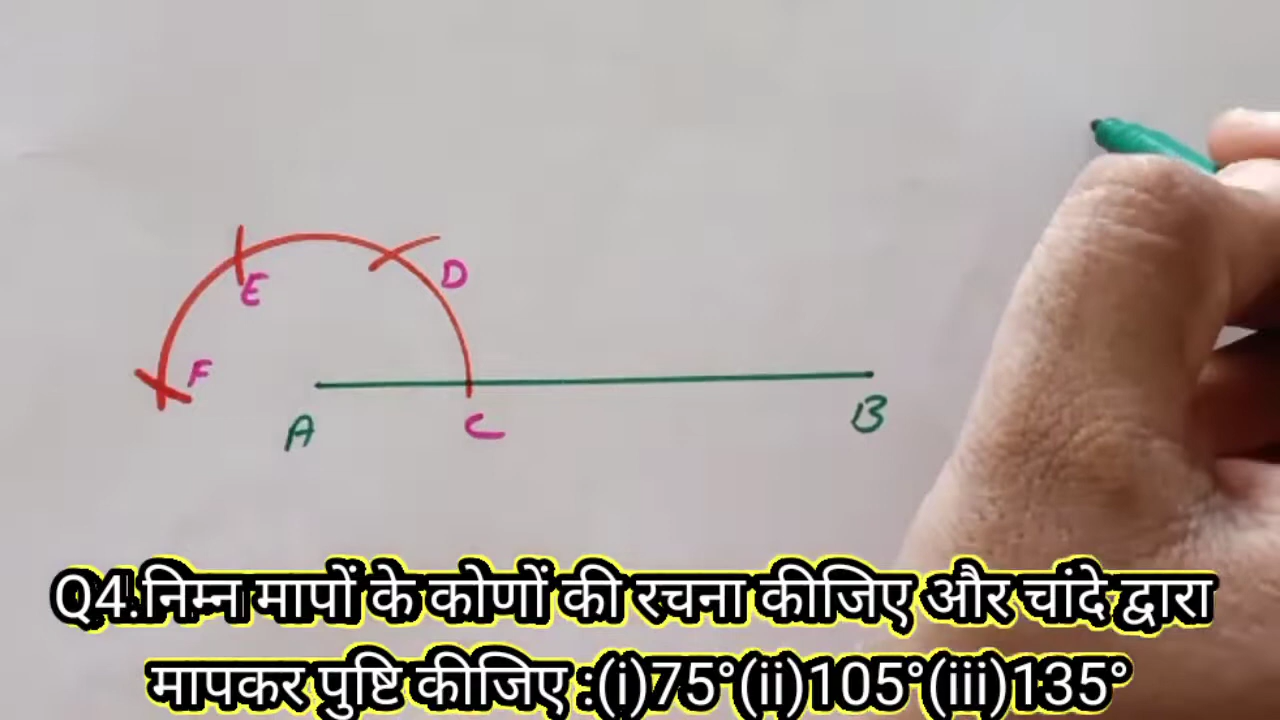 E
D
F
A
C
B
Q4.निम्न मापों के कोणों की रचना कीजिए और चांदे द्वारा
मापकर पुष्टि कीजिए :(i)75°(ii)105°(iii)135°